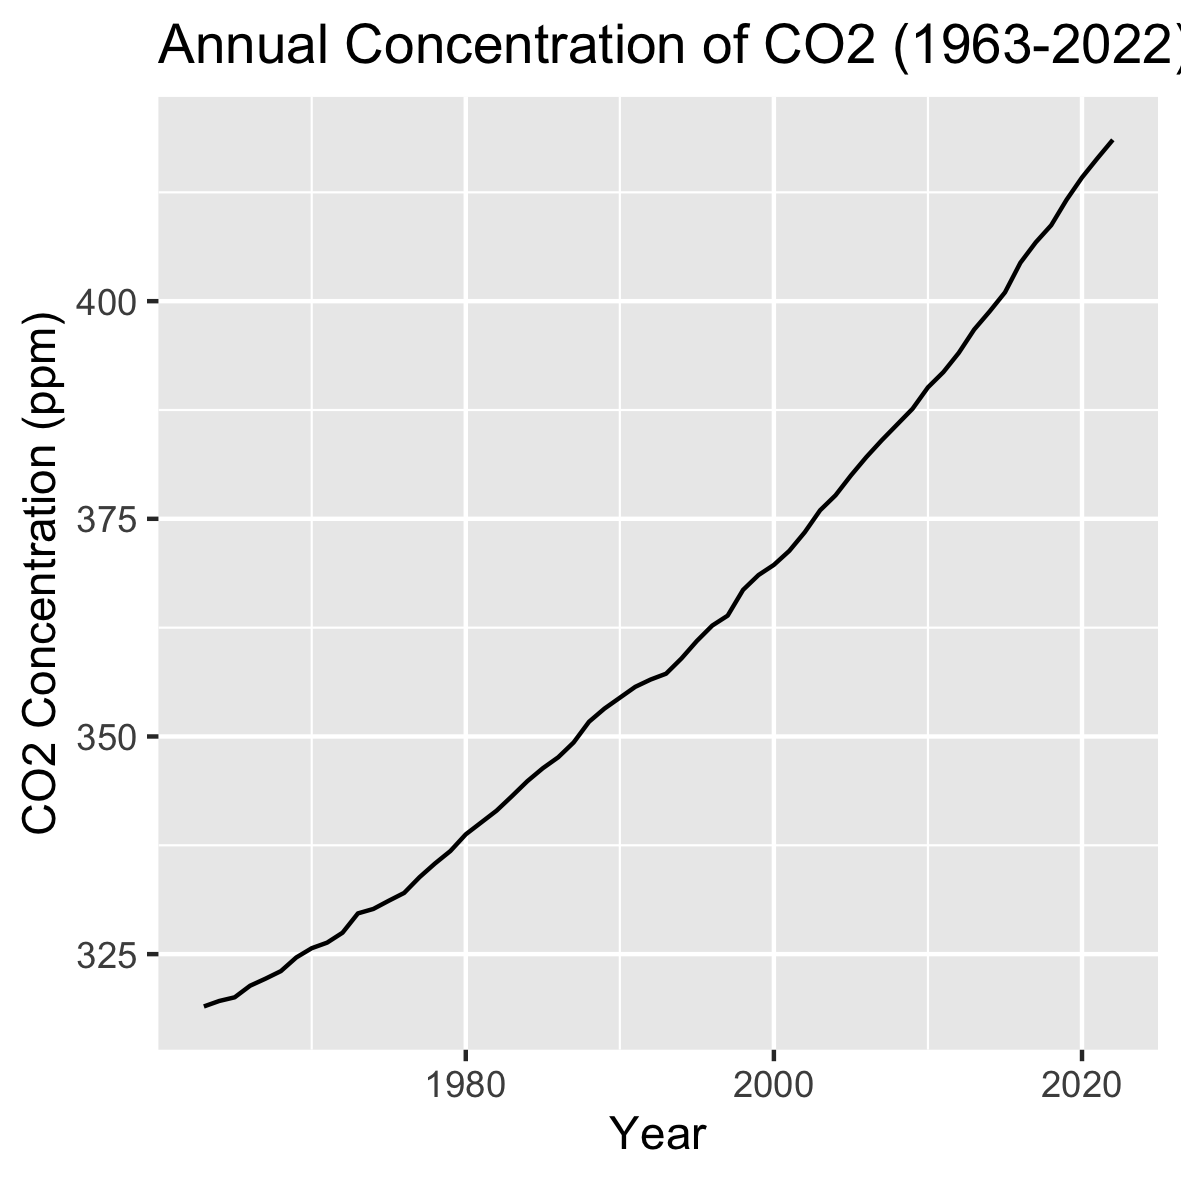 Annual Concentration of CO2 (1963-2022)
CO2 Concentration (ppm)
400
375
350
325
1980 2000 2020
Year